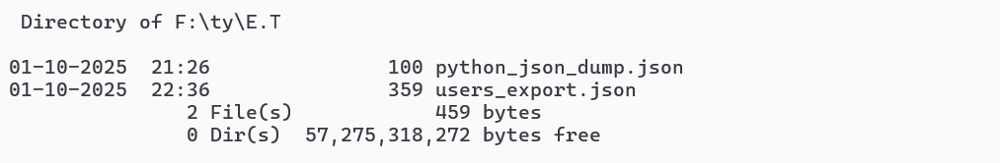 Directory of F:\ty\E.T
01-10-2025  21:26               100 python_json_dump.json
01-10-2025  22:36               359 users_export.json
2 File(s)            459 bytes
0 Dir(s)  57,275,318,272 bytes free